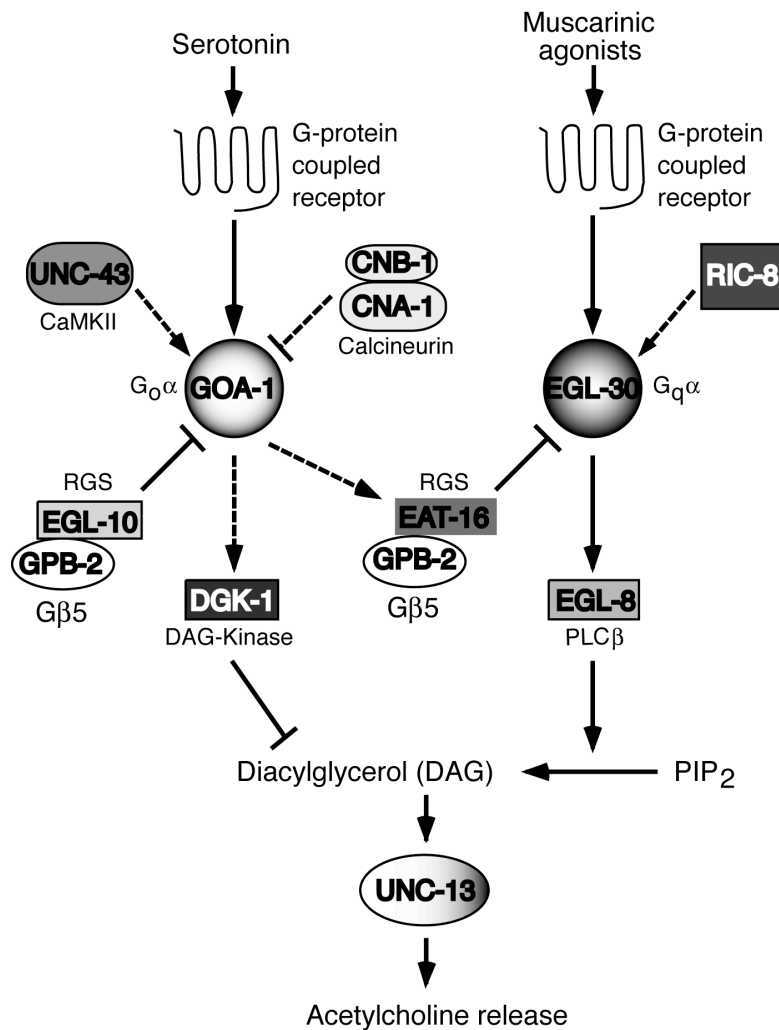 Serotonin
Muscarinic
agonists
G-protein
coupled
receptor
G-protein
coupled
receptor
UNC-43
CaMKII
CNB-1
CNA-1
Calcineurin
RIC-8
Goα
GOA-1
EGL-30
Gqα
RGS
EGL-10
GPB-2
Gβ5
RGS
EAT-16
GPB-2
Gβ5
DGK-1
DAG-Kinase
EGL-8
PLCβ
Diacylglycerol (DAG)
PIP2
UNC-13
Acetylcholine release